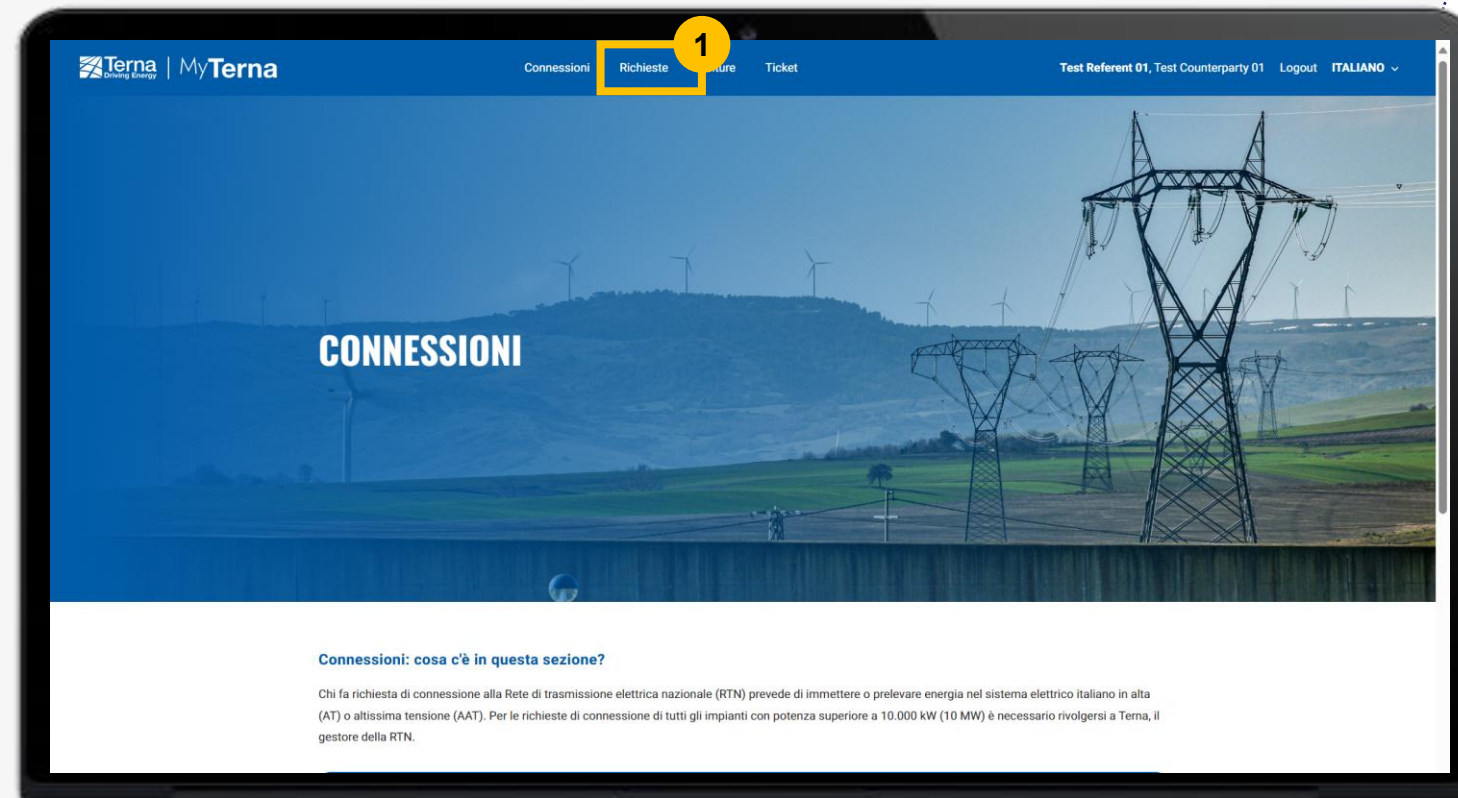 Terna
Driving Energy
MyTerna
Connessioni
Richieste
1
Ticket
Test Referent 01, Test Counterparty 01
Logout
ITALIANO
CONNESSIONI
Connessioni: cosa c'è in questa sezione?
Chi fa richiesta di connessione alla Rete di trasmissione elettrica nazionale (RTN) prevede di immettere o prelevare energia nel sistema elettrico italiano in alta
(AT) o altissima tensione (AAT). Per le richieste di connessione di tutti gli impianti con potenza superiore a 10.000 kW (10 MW) è necessario rivolgersi a Terna, il
gestore della RTN.